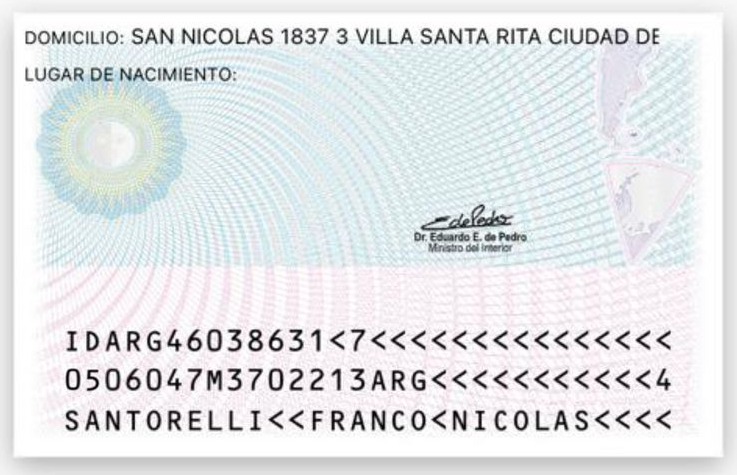 DOMICILIO: SAN NICOLAS 1837 3 VILLA SANTA RITA CIUDAD DE
LUGAR DE NACIMIENTO:
EdePedro
Dr. Eduardo E. de Pedro
Ministro del Interior
IDARG46038631<7<<<<<<<<<<<<<<<
0506047M3702213ARG<<<<<<<<<<<4
SANTORELLI<<FRANCO<NICOLAS<<<<